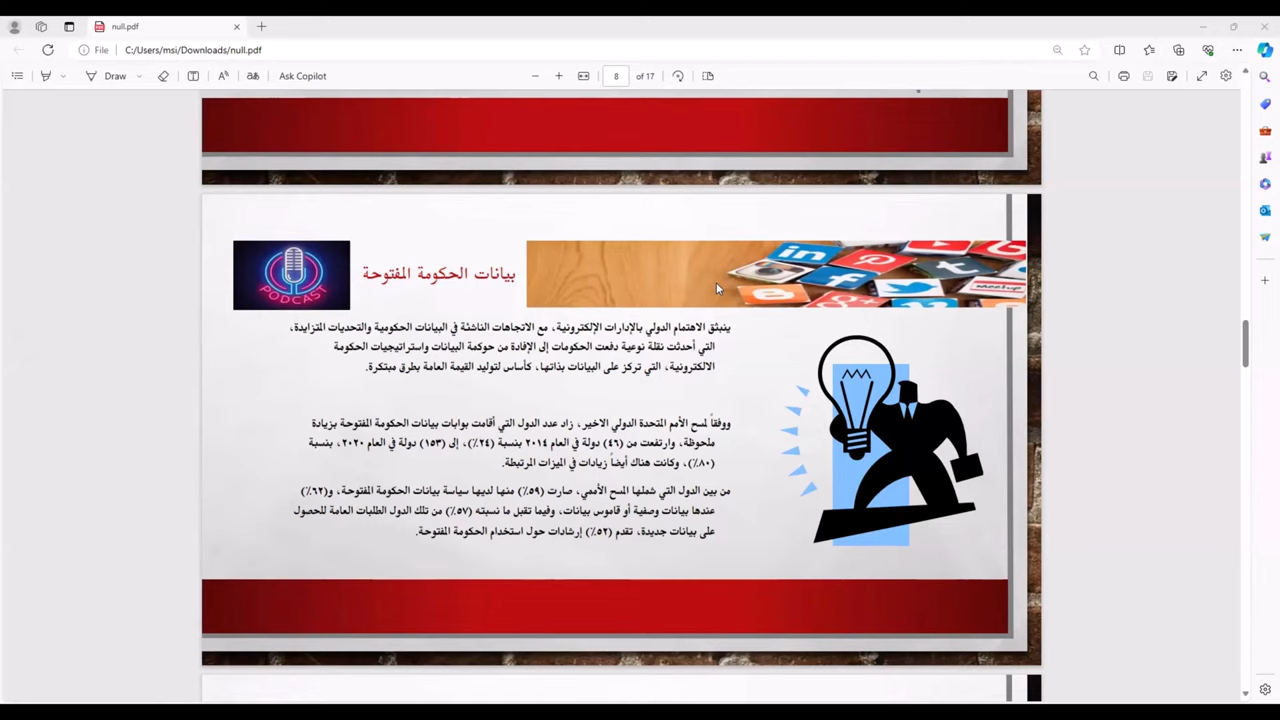 null.pdf
File
C:/Users/msi/Downloads/null.pdf
Draw
Ask Copilot
8 of 17
PODCAST
بيانات الحكومة المفتوحة
in
meetup
ينبثق الاهتمام الدولي بالإدارات الإلكترونية، مع الاتجاهات الناشئة في البيانات الحكومية والتحديات المتزايدة،
التي أحدثت نقلة نوعية دفعت الحكومات إلى الإفادة من حوكمة البيانات واستراتيجيات الحكومة
الالكترونية، التي تركز على البيانات بذاتها، كأساس لتوليد القيمة العامة بطرق مبتكرة.
ووفقاً لمسح الأمم المتحدة الدولي الاخير، زاد عدد الدول التي أقامت بوابات بيانات الحكومة المفتوحة بزيادة
ملحوظة، وارتفعت من (٤٦) دولة في العام ٢٠١٤ بنسبة (٢٤٪)، إلى (١٥٣) دولة في العام ٢٠٢٠، بنسبة
(٨٠٪)، وكانت هناك أيضاً زيادات في الميزات المرتبطة.
من بين الدول التي شملها المسح الأممي، صارت (٥٩٪) منها لديها سياسة بيانات الحكومة المفتوحة، و(٦٢٪)
عندها بيانات وصفية أو قاموس بيانات، وفيما تقبل ما نسبته (٥٧٪) من تلك الدول الطلبات العامة للحصول
على بيانات جديدة، تقدم (٥٢٪) إرشادات حول استخدام الحكومة المفتوحة.